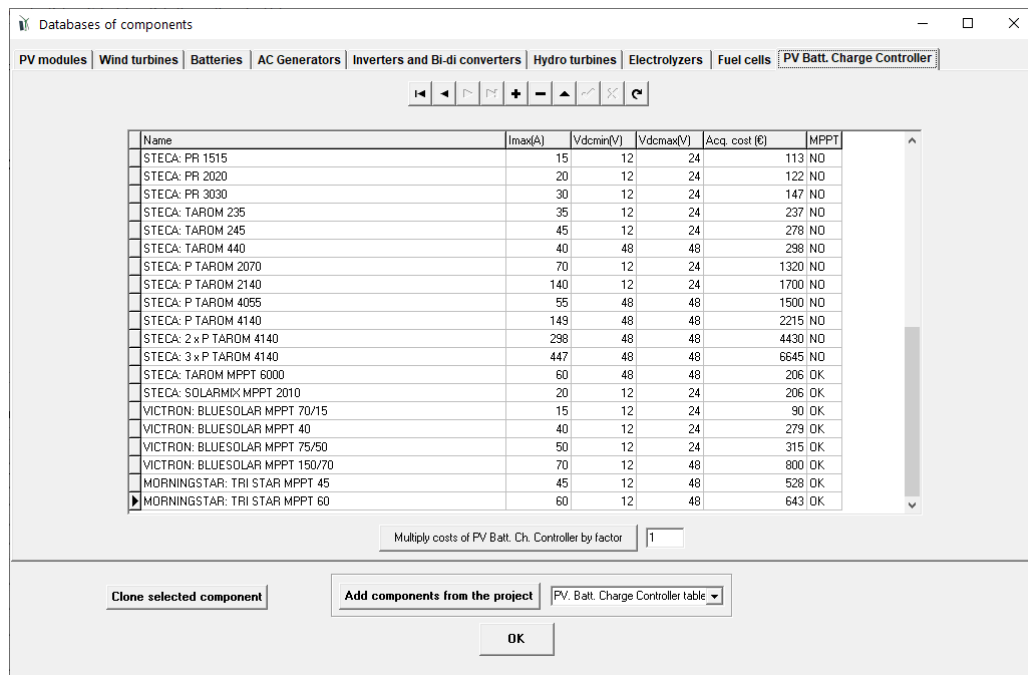 Databases of components
PV modules Wind turbines Batteries AC Generators Inverters and Bi-di converters Hydro turbines Electrolyzers Fuel cells PV Batt. Charge Controller
Name Imax(A) Vdcmin(V) Vdcmax(V) Acq. cost (€) MPPT
STECA: PR 1515 15 12 24 113 NO
STECA: PR 2020 20 12 24 122 NO
STECA: PR 3030 30 12 24 147 NO
STECA: TAROM 235 35 12 24 237 NO
STECA: TAROM 245 45 12 24 278 NO
STECA: TAROM 440 40 48 48 298 NO
STECA: P TAROM 2070 70 12 24 1320 NO
STECA: P TAROM 2140 140 12 24 1700 NO
STECA: P TAROM 4055 55 48 48 1500 NO
STECA: P TAROM 4140 149 48 48 2215 NO
STECA: 2 x P TAROM 4140 298 48 48 4430 NO
STECA: 3 x P TAROM 4140 447 48 48 6645 NO
STECA: TAROM MPPT 6000 60 48 48 206 OK
STECA: SOLARMIX MPPT 2010 20 12 24 206 OK
VICTRON: BLUESOLAR MPPT 70/15 15 12 24 90 OK
VICTRON: BLUESOLAR MPPT 40 40 12 24 279 OK
VICTRON: BLUESOLAR MPPT 75/50 50 12 24 315 OK
VICTRON: BLUESOLAR MPPT 150/70 70 12 48 800 OK
MORNINGSTAR: TRI STAR MPPT 45 45 12 48 528 OK
MORNINGSTAR: TRI STAR MPPT 60 60 12 48 643 OK
Multiply costs of PV Batt. Ch. Controller by factor 1
Clone selected component Add components from the project PV. Batt. Charge Controller table
OK